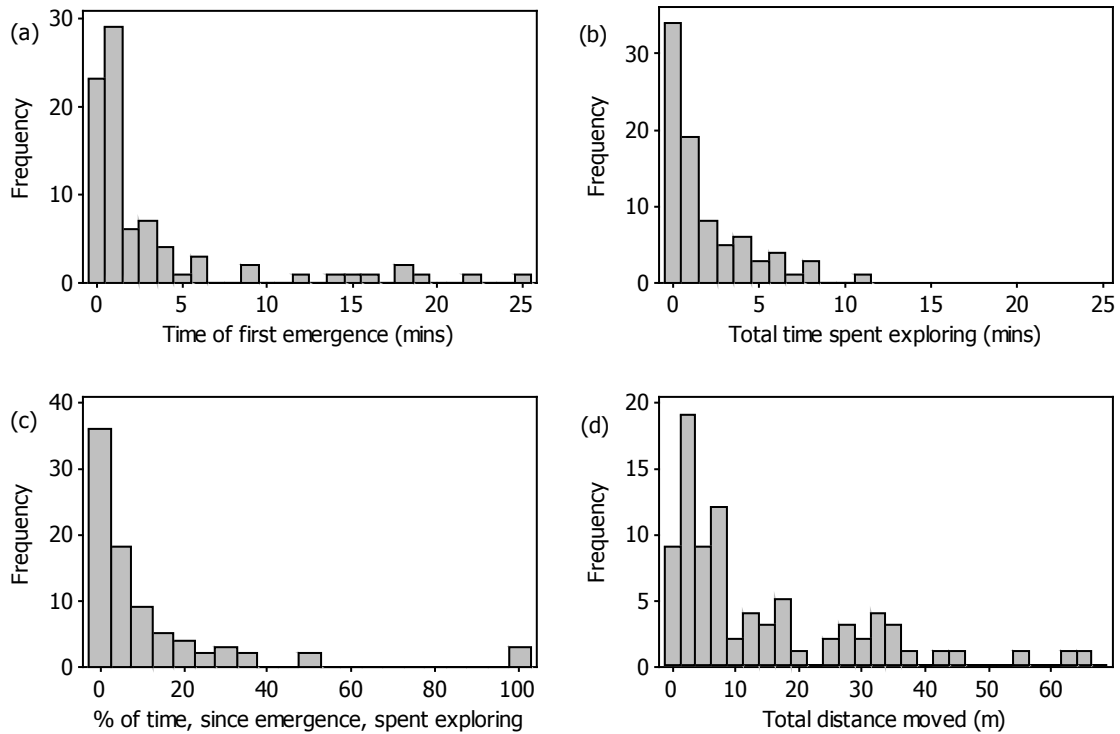 (a)
Frequency
30
20
10
0
0 5 10 15 20 25
Time of first emergence (mins)
(b)
Frequency
30
20
10
0
0 5 10 15 20 25
Total time spent exploring (mins)
(c)
Frequency
40
30
20
10
0
0 20 40 60 80 100
% of time, since emergence, spent exploring
(d)
Frequency
20
15
10
5
0
0 10 20 30 40 50 60
Total distance moved (m)